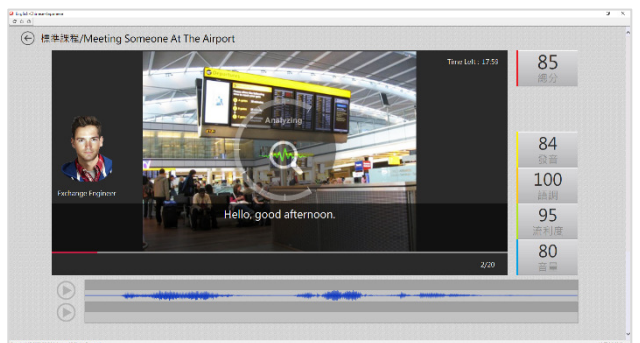 標準課程/Meeting Someone At The Airport
Time Left : 17:59
Analyzing
Exchange Engineer
Hello, good afternoon.
2/20
85
總分
84
發音
100
語調
95
流利度
80
音量